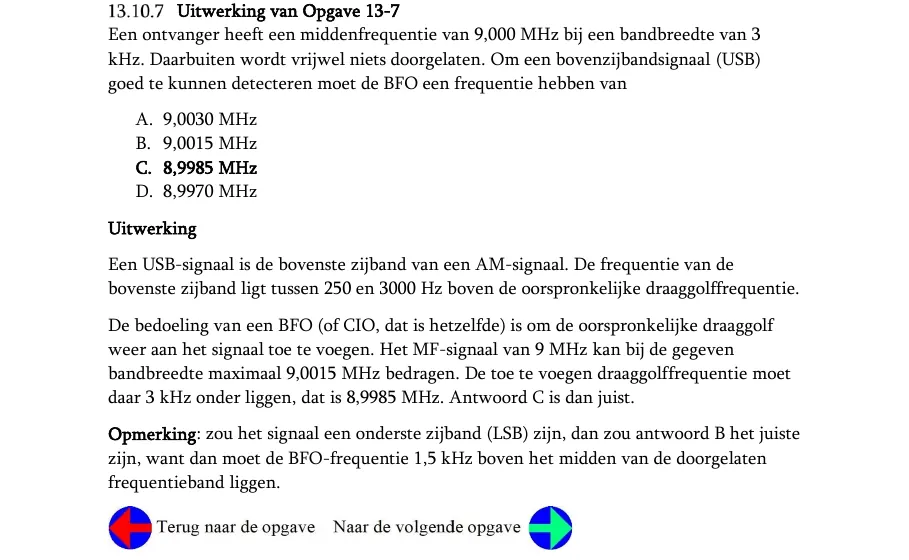 13.10.7 Uitwerking van Opgave 13-7
Een ontvanger heeft een middenfrequentie van 9,000 MHz bij een bandbreedte van 3
kHz. Daarbuiten wordt vrijwel niets doorgelaten. Om een bovenzijbandsignaal (USB)
goed te kunnen detecteren moet de BFO een frequentie hebben van
A. 9,0030 MHz
B. 9,0015 MHz
C. 8,9985 MHz
D. 8,9970 MHz
Uitwerking
Een USB-signaal is de bovenste zijband van een AM-signaal. De frequentie van de
bovenste zijband ligt tussen 250 en 3000 Hz boven de oorspronkelijke draaggolffrequentie.
De bedoeling van een BFO (of CIO, dat is hetzelfde) is om de oorspronkelijke draaggolf
weer aan het signaal toe te voegen. Het MF-signaal van 9 MHz kan bij de gegeven
bandbreedte maximaal 9,0015 MHz bedragen. De toe te voegen draaggolffrequentie moet
daar 3 kHz onder liggen, dat is 8,9985 MHz. Antwoord C is dan juist.
Opmerking: zou het signaal een onderste zijband (LSB) zijn, dan zou antwoord B het juiste
zijn, want dan moet de BFO-frequentie 1,5 kHz boven het midden van de doorgelaten
frequentieband liggen.
Terug naar de opgave Naar de volgende opgave